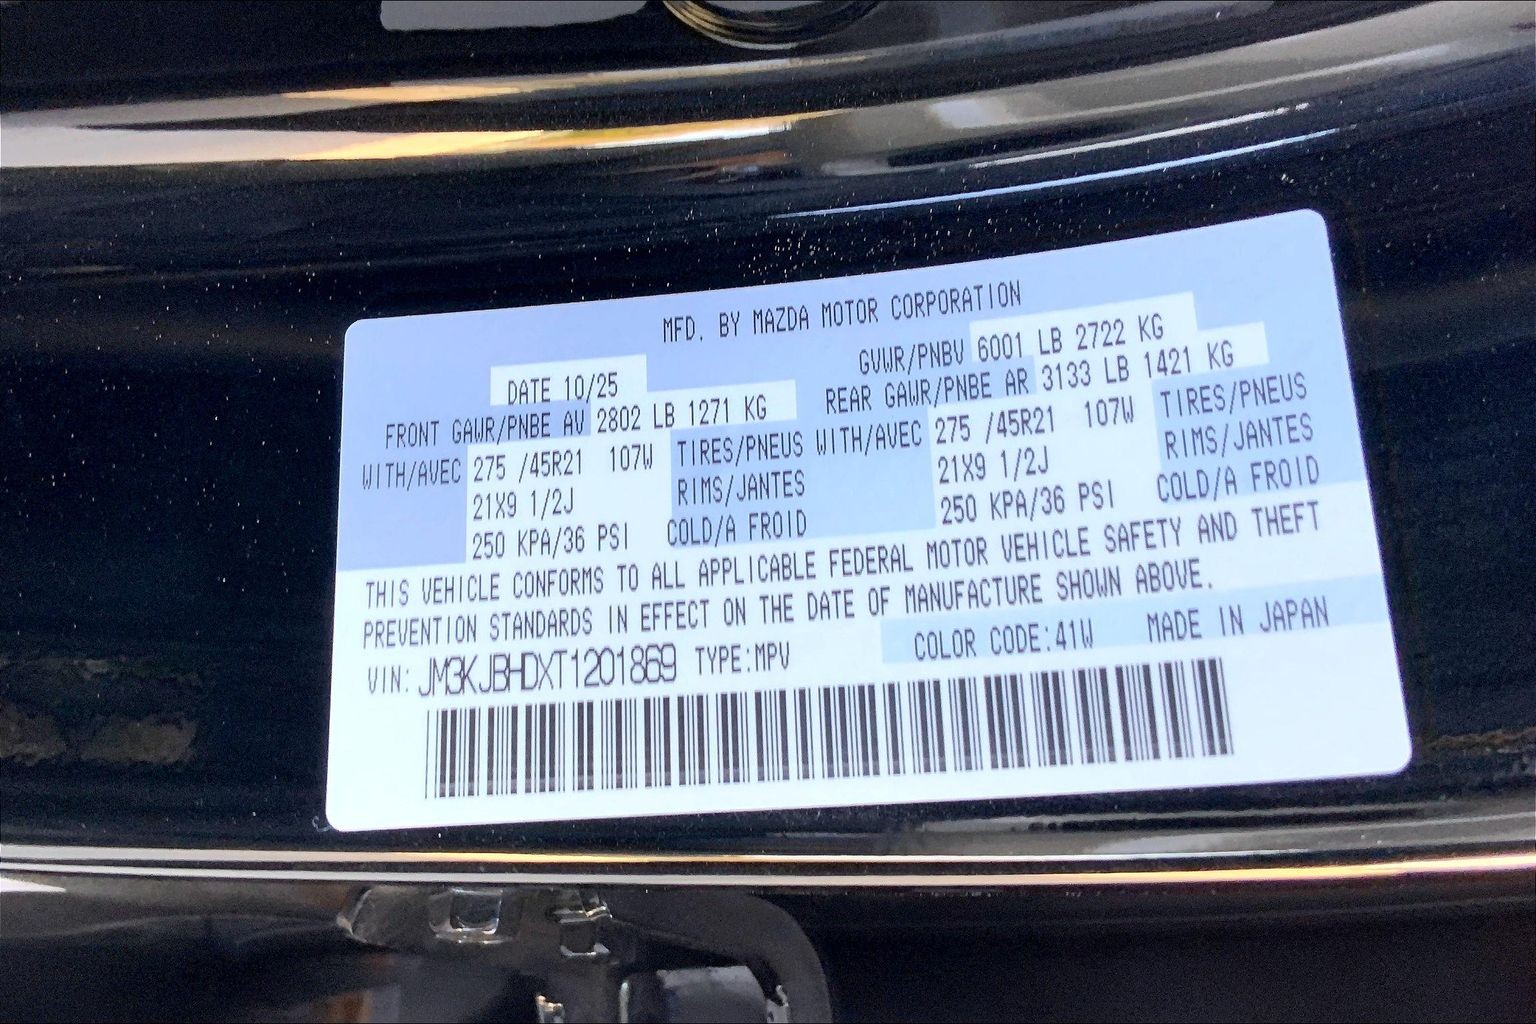 MFD. BY MAZDA MOTOR CORPORATION
DATE 10/25 GVWR/PNBV 6001 LB 2722 KG
FRONT GAWR/PNBE AV 2802 LB 1271 KG REAR GAWR/PNBE AR 3133 LB 1421 KG
WITH/AVEC 275 /45R21 107W TIRES/PNEUS WITH/AVEC 275 /45R21 107W TIRES/PNEUS
21X9 1/2J RIMS/JANTES 21X9 1/2J RIMS/JANTES
250 KPA/36 PSI COLD/A FROID 250 KPA/36 PSI COLD/A FROID
THIS VEHICLE CONFORMS TO ALL APPLICABLE FEDERAL MOTOR VEHICLE SAFETY AND THEFT
PREVENTION STANDARDS IN EFFECT ON THE DATE OF MANUFACTURE SHOWN ABOVE.
VIN: JM3KJBHDXT1201869 TYPE:MPV COLOR CODE:41W MADE IN JAPAN